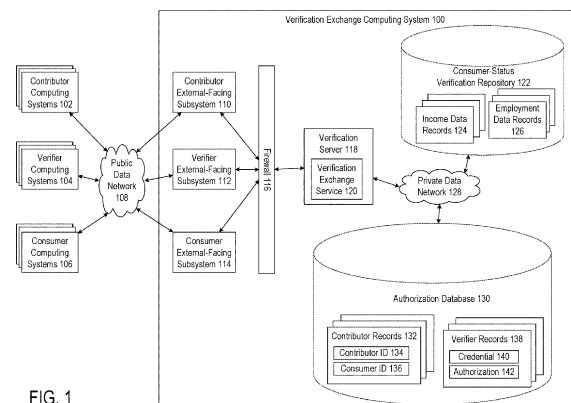 Verification Exchange Computing System 100
Contributor
Computing
Systems 102
Verifier
Computing
Systems 104
Consumer
Computing
Systems 106
Public
Data
Network
108
Contributor
External-Facing
Subsystem 110
Verifier
External-Facing
Subsystem 112
Consumer
External-Facing
Subsystem 114
Firewall 116
Verification
Server 118
Verification
Exchange
Service 120
Consumer-Status
Verification Repository 122
Income Data
Records 124
Employment
Data Records
126
Private Data
Network 128
Authorization Database 130
Contributor Records 132
Contributor ID 134
Consumer ID 136
Verifier Records 138
Credential 140
Authorization 142
FIG. 1